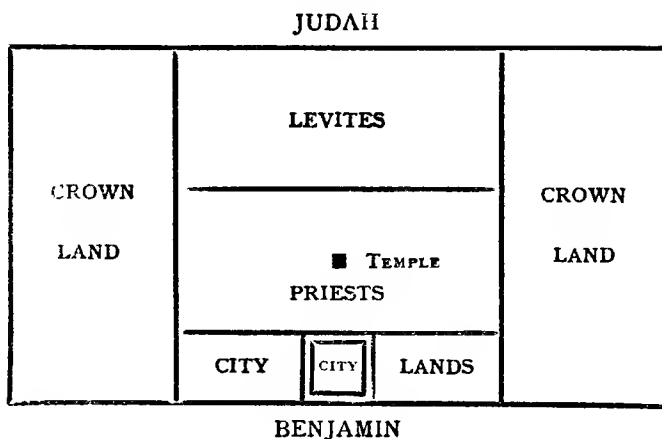 JUDAH
LEVITES
CROWN
LAND
CROWN
LAND
TEMPLE
PRIESTS
CITY
CITY
LANDS
BENJAMIN